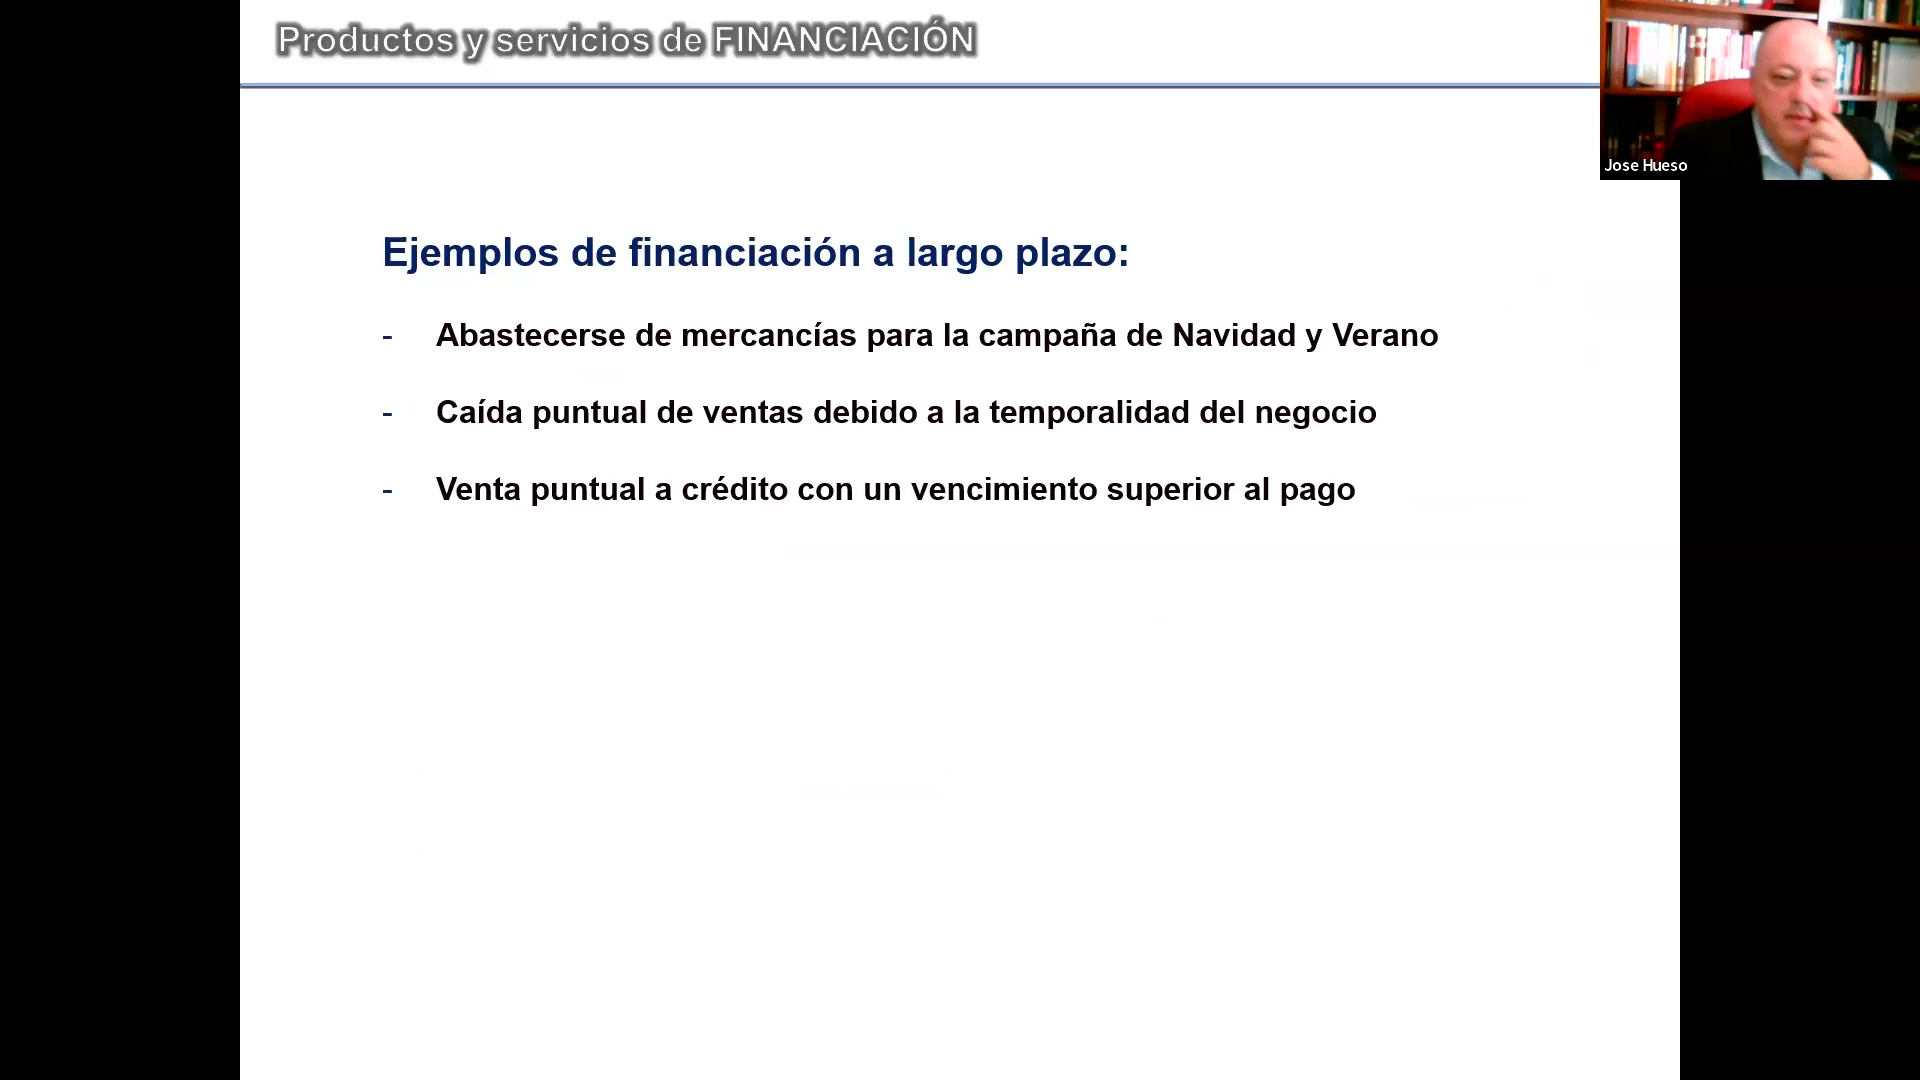 Productos y servicios de FINANCIACIÓN
Jose Hueso
Ejemplos de financiación a largo plazo:
- Abastecerse de mercancías para la campaña de Navidad y Verano
- Caída puntual de ventas debido a la temporalidad del negocio
- Venta puntual a crédito con un vencimiento superior al pago